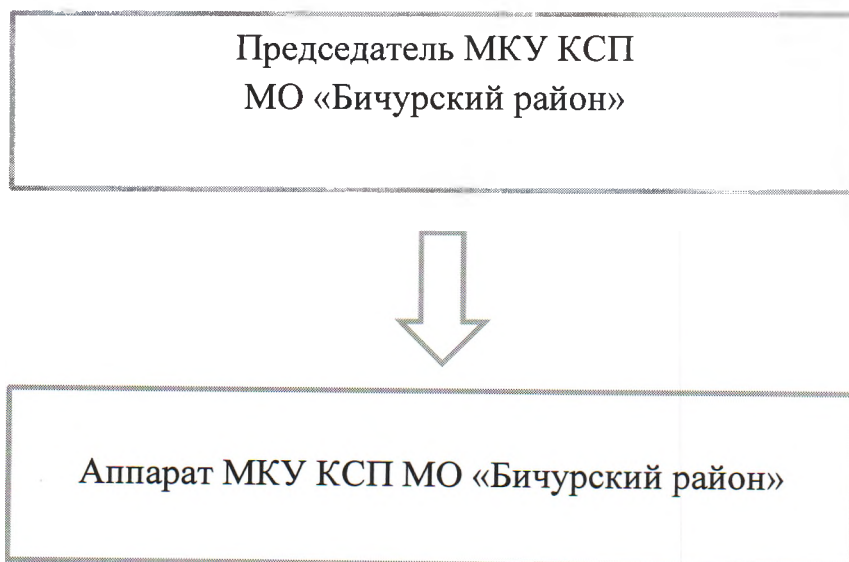 Председатель МКУ КСП
МО «Бичурский район»
Аппарат МКУ КСП МО «Бичурский район»